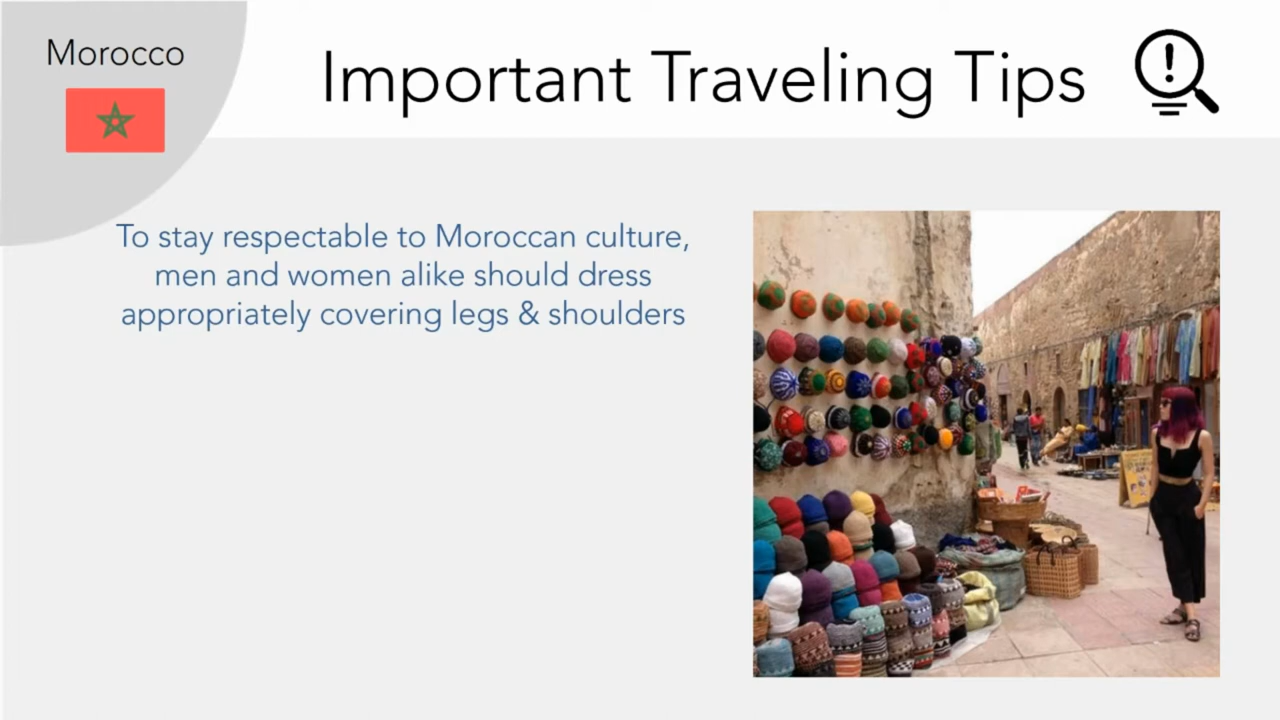 Morocco
Important Traveling Tips
To stay respectable to Moroccan culture,
men and women alike should dress
appropriately covering legs & shoulders